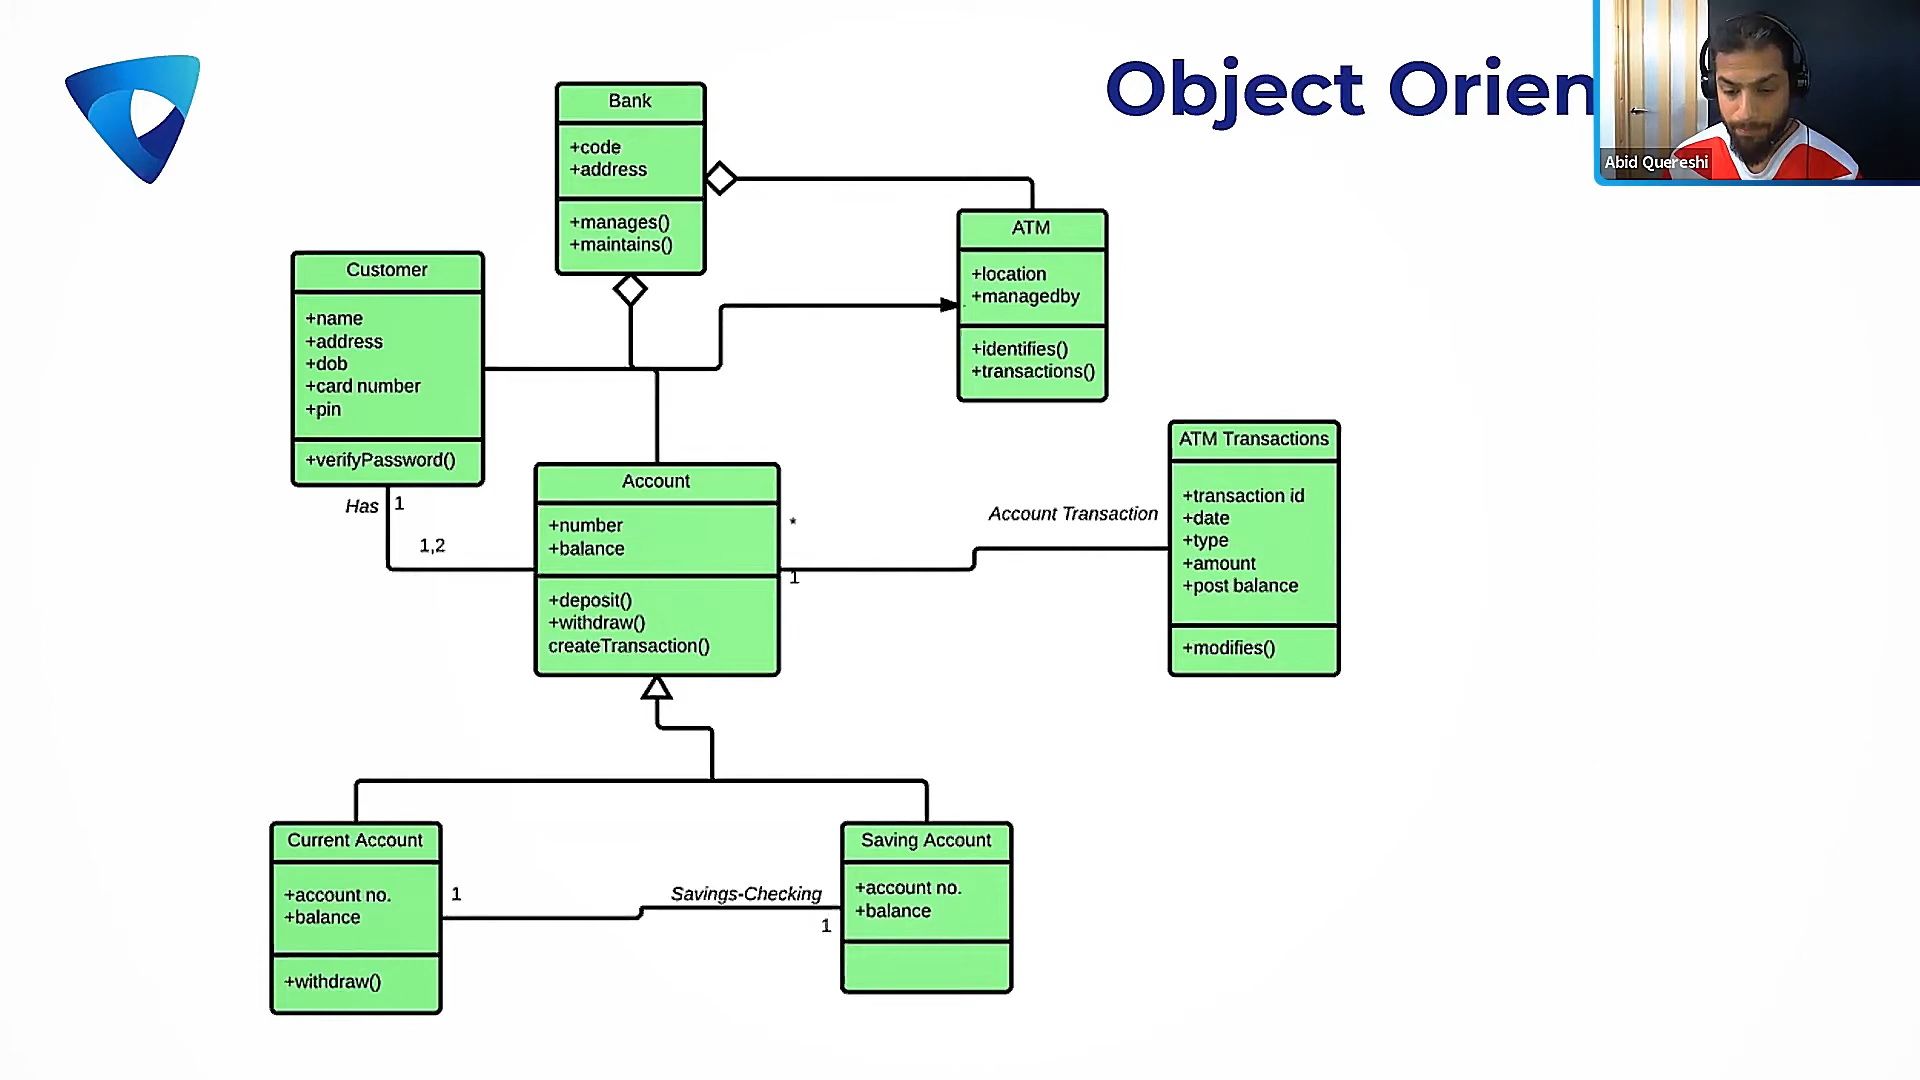 Object Orien
Abid Quereshi
Bank
+code
+address
+manages()
+maintains()
ATM
+location
+managedby
+identifies()
+transactions()
Customer
+name
+address
+dob
+card number
+pin
+verifyPassword()
Has
1
1,2
Account
+number
+balance
+deposit()
+withdraw()
createTransaction()
*
1
Account Transaction
ATM Transactions
+transaction id
+date
+type
+amount
+post balance
+modifies()
Current Account
+account no.
+balance
+withdraw()
1
Savings-Checking
1
Saving Account
+account no.
+balance